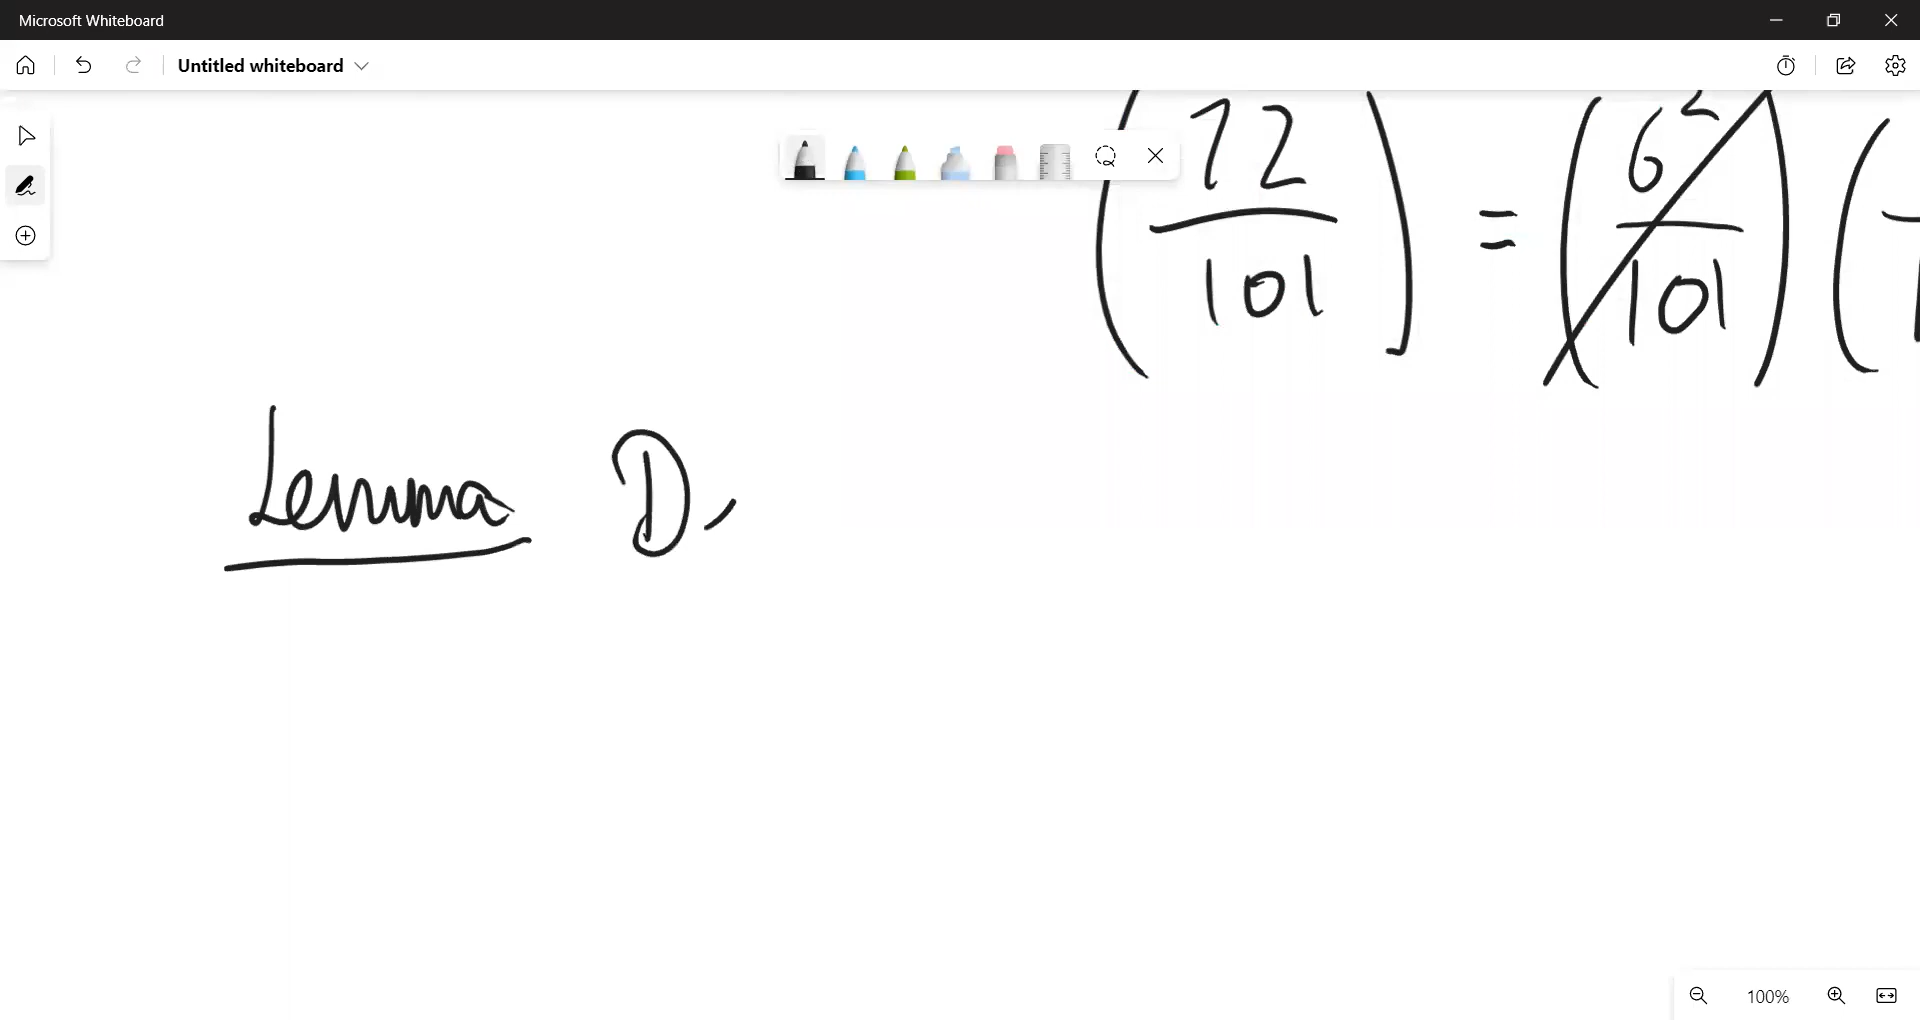 Microsoft Whiteboard
Untitled whiteboard
(72/101) = (6²/101) (
Lemma D,
100%